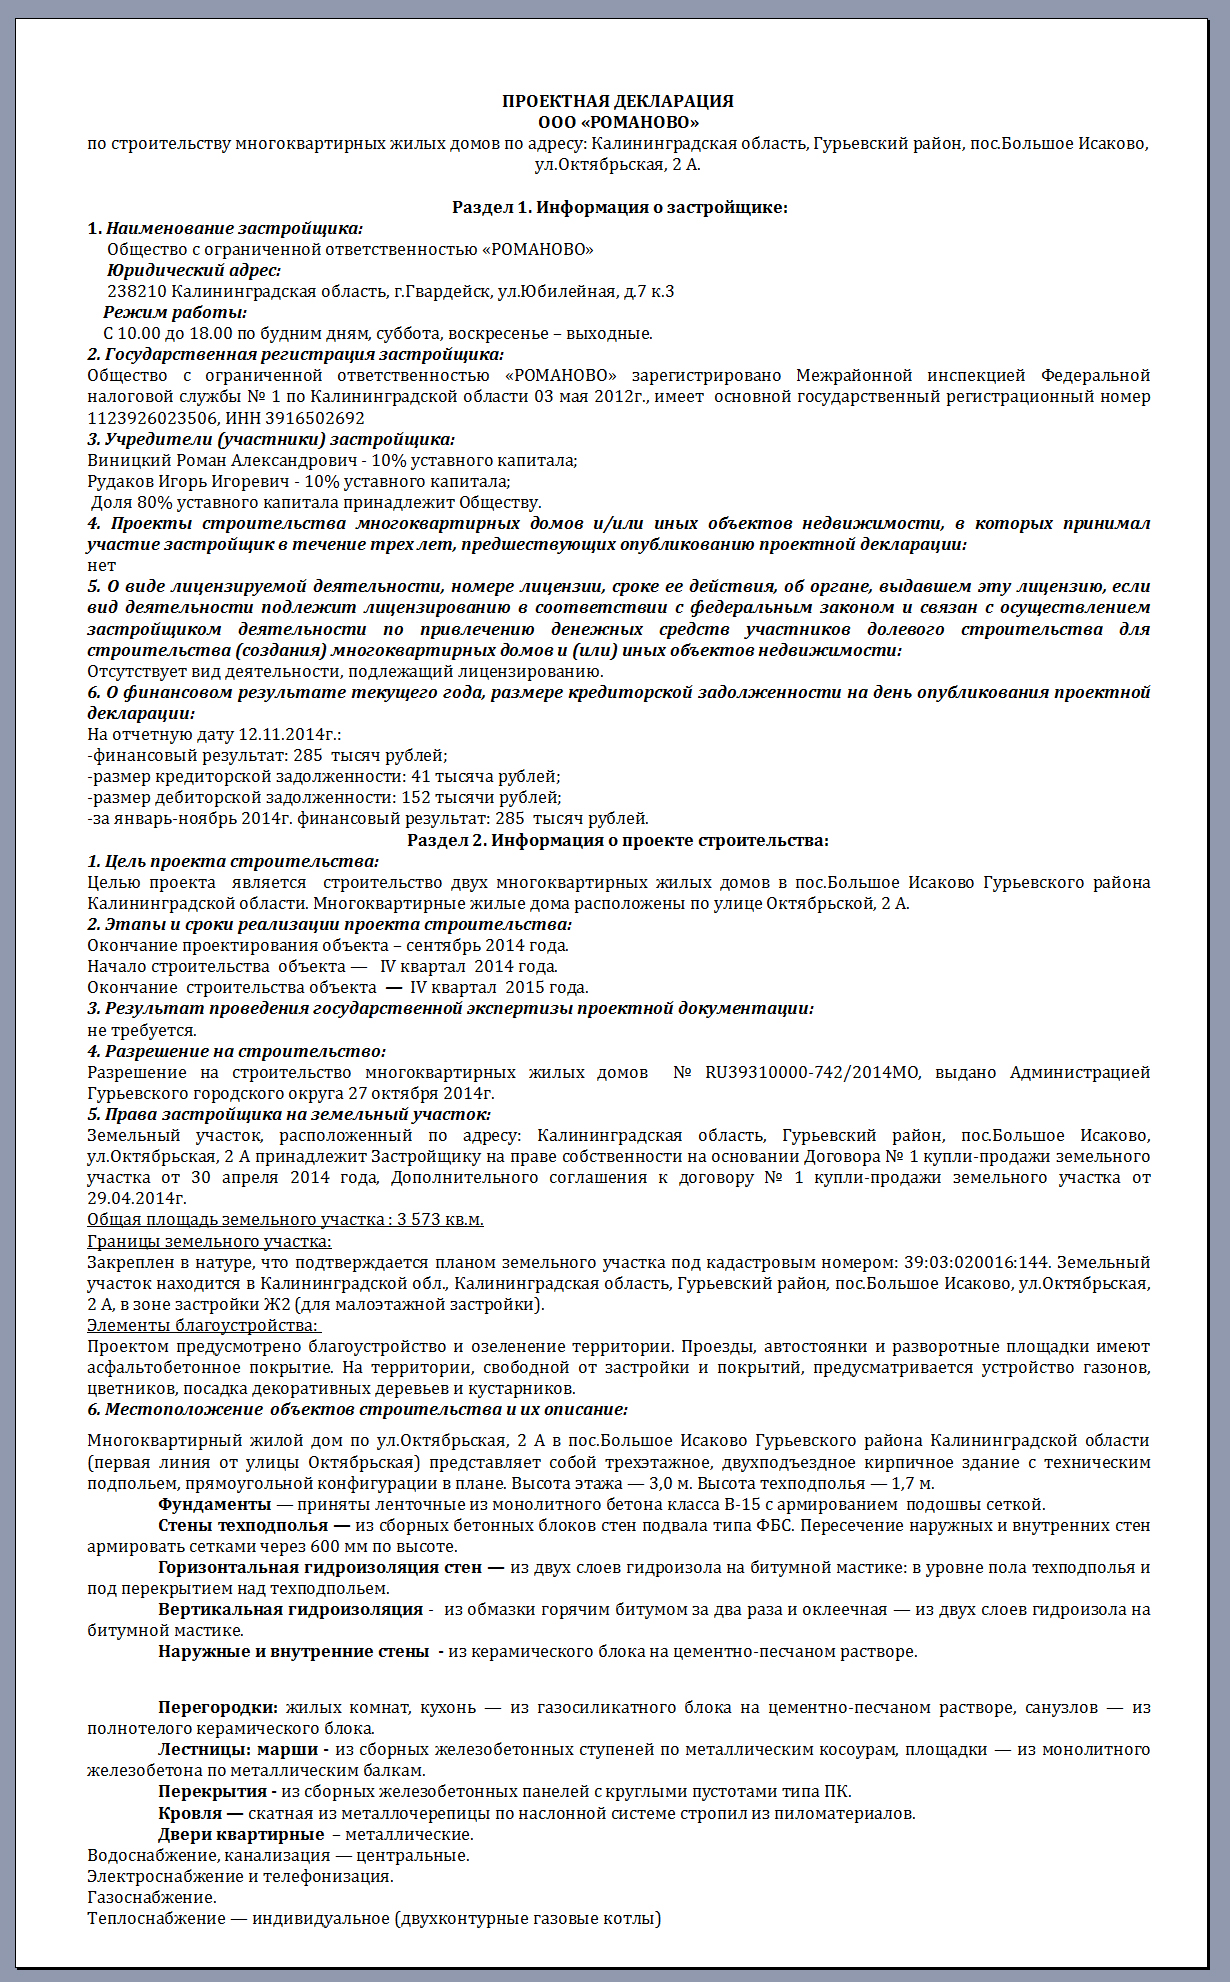 ПРОЕКТНАЯ ДЕКЛАРАЦИЯ
ООО «РОМАНОВО»
по строительству многоквартирных жилых домов по адресу: Калининградская область, Гурьевский район, пос.Большое Исаково,
ул.Октябрьская, 2 А.
Раздел 1. Информация о застройщике:
1. Наименование застройщика:
Общество с ограниченной ответственностью «РОМАНОВО»
Юридический адрес:
238210 Калининградская область, г.Гвардейск, ул.Юбилейная, д.7 к.3
Режим работы:
С 10.00 до 18.00 по будним дням, суббота, воскресенье – выходные.
2. Государственная регистрация застройщика:
Общество с ограниченной ответственностью «РОМАНОВО» зарегистрировано Межрайонной инспекцией Федеральной
налоговой службы № 1 по Калининградской области 03 мая 2012г., имеет основной государственный регистрационный номер
1123926023506, ИНН 3916502692
3. Учредители (участники) застройщика:
Виницкий Роман Александрович - 10% уставного капитала;
Рудаков Игорь Игоревич - 10% уставного капитала;
Доля 80% уставного капитала принадлежит Обществу.
4. Проекты строительства многоквартирных домов и/или иных объектов недвижимости, в которых принимал
участие застройщик в течение трех лет, предшествующих опубликованию проектной декларации:
нет
5. О виде лицензируемой деятельности, номере лицензии, сроке ее действия, об органе, выдавшем эту лицензию, если
вид деятельности подлежит лицензированию в соответствии с федеральным законом и связан с осуществлением
застройщиком деятельности по привлечению денежных средств участников долевого строительства для
строительства (создания) многоквартирных домов и (или) иных объектов недвижимости:
Отсутствует вид деятельности, подлежащий лицензированию.
6. О финансовом результате текущего года, размере кредиторской задолженности на день опубликования проектной
декларации:
На отчетную дату 12.11.2014г.:
-финансовый результат: 285 тысяч рублей;
-размер кредиторской задолженности: 41 тысяча рублей;
-размер дебиторской задолженности: 152 тысячи рублей;
-за январь-ноябрь 2014г. финансовый результат: 285 тысяч рублей.
Раздел 2. Информация о проекте строительства:
1. Цель проекта строительства:
Целью проекта является строительство двух многоквартирных жилых домов в пос.Большое Исаково Гурьевского района
Калининградской области. Многоквартирные жилые дома расположены по улице Октябрьской, 2 А.
2. Этапы и сроки реализации проекта строительства:
Окончание проектирования объекта – сентябрь 2014 года.
Начало строительства объекта — IV квартал 2014 года.
Окончание строительства объекта — IV квартал 2015 года.
3. Результат проведения государственной экспертизы проектной документации:
не требуется.
4. Разрешение на строительство:
Разрешение на строительство многоквартирных жилых домов № RU39310000-742/2014МО, выдано Администрацией
Гурьевского городского округа 27 октября 2014г.
5. Права застройщика на земельный участок:
Земельный участок, расположенный по адресу: Калининградская область, Гурьевский район, пос.Большое Исаково,
ул.Октябрьская, 2 А принадлежит Застройщику на праве собственности на основании Договора № 1 купли-продажи земельного
участка от 30 апреля 2014 года, Дополнительного соглашения к договору № 1 купли-продажи земельного участка от
29.04.2014г.
Общая площадь земельного участка : 3 573 кв.м.
Границы земельного участка:
Закреплен в натуре, что подтверждается планом земельного участка под кадастровым номером: 39:03:020016:144. Земельный
участок находится в Калининградской обл., Калининградская область, Гурьевский район, пос.Большое Исаково, ул.Октябрьская,
2 А, в зоне застройки Ж2 (для малоэтажной застройки).
Элементы благоустройства:
Проектом предусмотрено благоустройство и озеленение территории. Проезды, автостоянки и разворотные площадки имеют
асфальтобетонное покрытие. На территории, свободной от застройки и покрытий, предусматривается устройство газонов,
цветников, посадка декоративных деревьев и кустарников.
6. Местоположение объектов строительства и их описание:
Многоквартирный жилой дом по ул.Октябрьская, 2 А в пос.Большое Исаково Гурьевского района Калининградской области
(первая линия от улицы Октябрьская) представляет собой трехэтажное, двухподъездное кирпичное здание с техническим
подпольем, прямоугольной конфигурации в плане. Высота этажа — 3,0 м. Высота техподполья — 1,7 м.
Фундаменты — приняты ленточные из монолитного бетона класса В-15 с армированием подошвы сеткой.
Стены техподполья — из сборных бетонных блоков стен подвала типа ФБС. Пересечение наружных и внутренних стен
армировать сетками через 600 мм по высоте.
Горизонтальная гидроизоляция стен — из двух слоев гидроизола на битумной мастике: в уровне пола техподполья и
под перекрытием над техподпольем.
Вертикальная гидроизоляция - из обмазки горячим битумом за два раза и оклеечная — из двух слоев гидроизола на
битумной мастике.
Наружные и внутренние стены - из керамического блока на цементно-песчаном растворе.
Перегородки: жилых комнат, кухонь — из газосиликатного блока на цементно-песчаном растворе, санузлов — из
полнотелого керамического блока.
Лестницы: марши - из сборных железобетонных ступеней по металлическим косоурам, площадки — из монолитного
железобетона по металлическим балкам.
Перекрытия - из сборных железобетонных панелей с круглыми пустотами типа ПК.
Кровля — скатная из металлочерепицы по наслонной системе стропил из пиломатериалов.
Двери квартирные – металлические.
Водоснабжение, канализация — центральные.
Электроснабжение и телефонизация.
Газоснабжение.
Теплоснабжение — индивидуальное (двухконтурные газовые котлы)